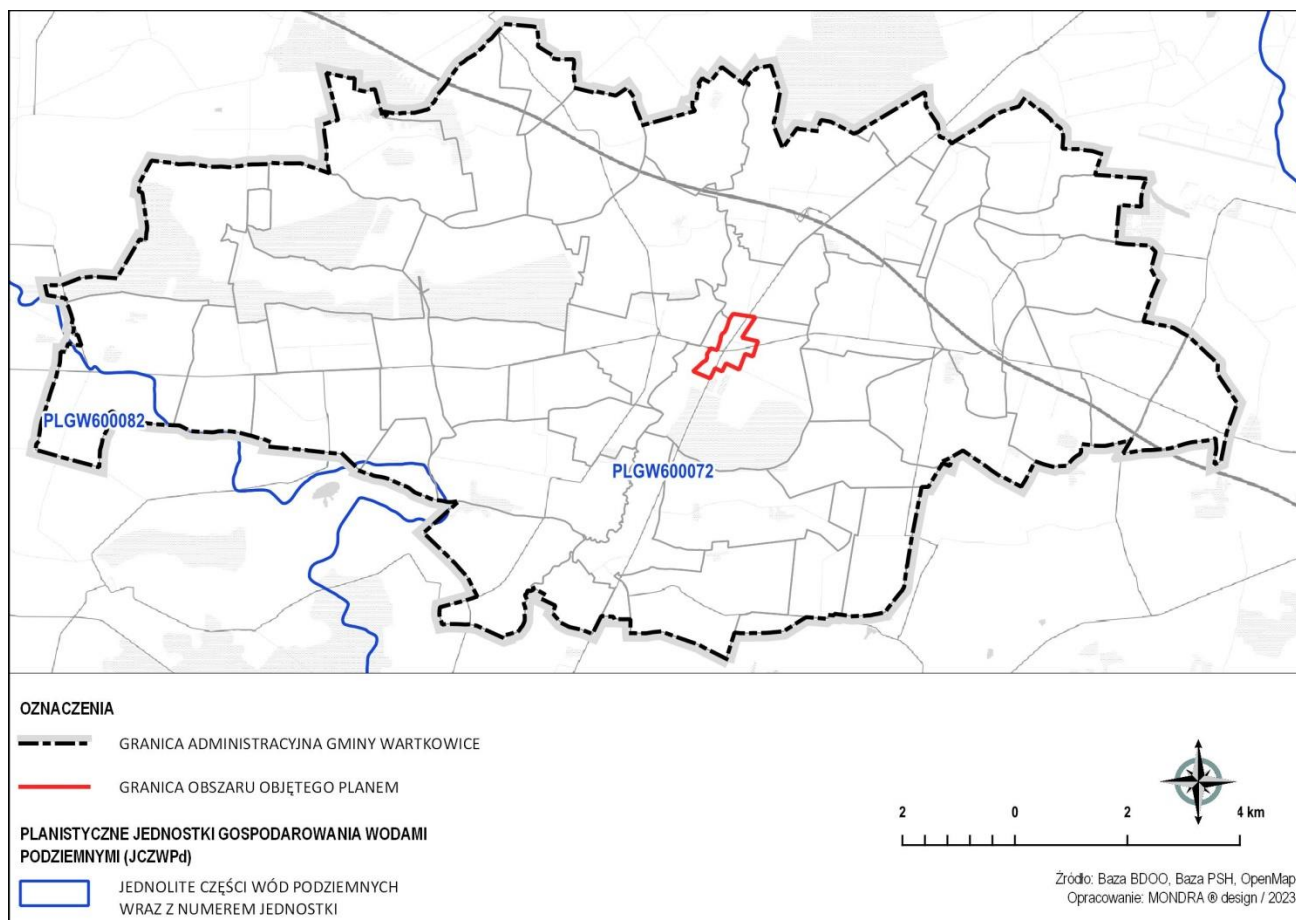 PLGW600082
PLGW600072
OZNACZENIA
GRANICA ADMINISTRACYJNA GMINY WARTKOWICE
GRANICA OBSZARU OBJĘTEGO PLANEM
PLANISTYCZNE JEDNOSTKI GOSPODAROWANIA WODAMI
PODZIEMNYMI (JCZWPd)
JEDNOLITE CZĘŚCI WÓD PODZIEMNYCH
WRAZ Z NUMEREM JEDNOSTKI
2 0 2 4 km
Źródło: Baza BDOO, Baza PSH, OpenMap
Opracowanie: MONDRA ® design / 2023